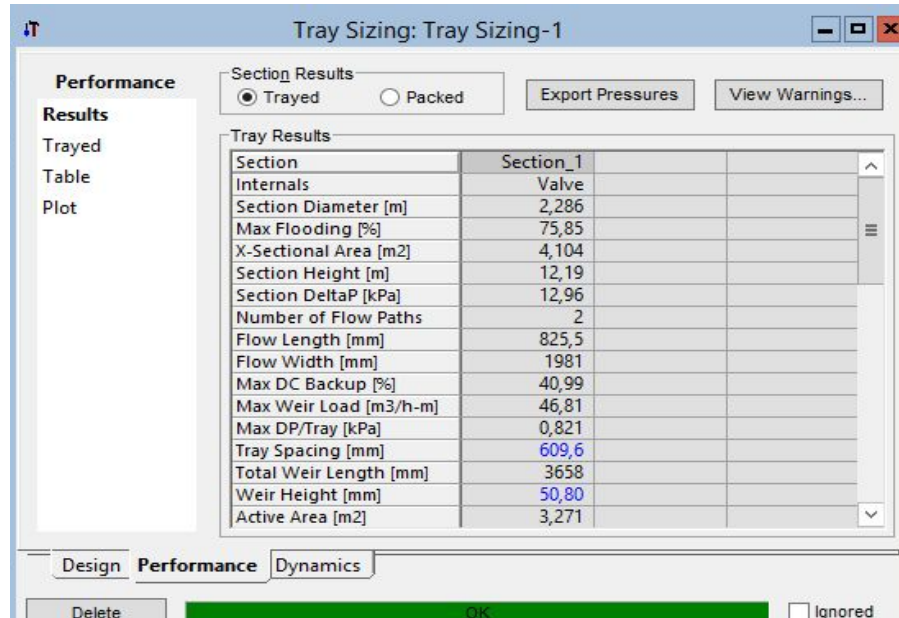 Tray Sizing: Tray Sizing-1
Performance
Results
Trayed
Table
Plot
Section Results
Trayed Packed
Export Pressures
View Warnings...
Tray Results
Section Section_1
Internals Valve
Section Diameter [m] 2,286
Max Flooding [%] 75,85
X-Sectional Area [m2] 4,104
Section Height [m] 12,19
Section DeltaP [kPa] 12,96
Number of Flow Paths 2
Flow Length [mm] 825,5
Flow Width [mm] 1981
Max DC Backup [%] 40,99
Max Weir Load [m3/h-m] 46,81
Max DP/Tray [kPa] 0,821
Tray Spacing [mm] 609,6
Total Weir Length [mm] 3658
Weir Height [mm] 50,80
Active Area [m2] 3,271
Design Performance Dynamics
Delete OK Ignored